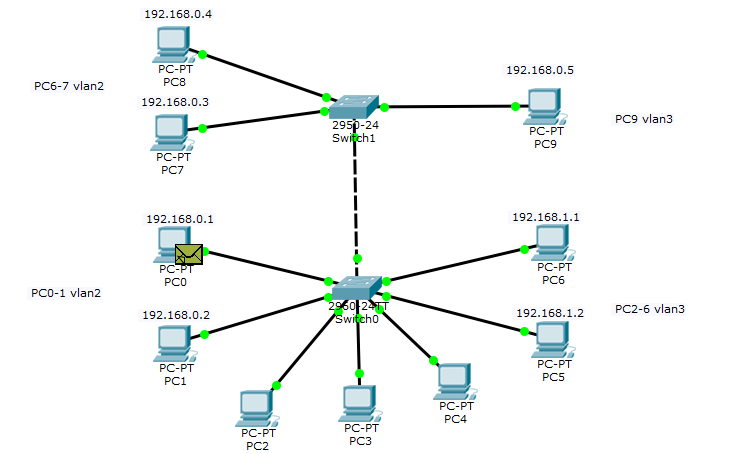 192.168.0.4
PC-PT
PC8
PC6-7 vlan2
192.168.0.3
PC-PT
PC7
192.168.0.5
PC-PT
PC9
PC9 vlan3
2950-24
Switch1
192.168.0.1
PC-PT
PC0
192.168.1.1
PC-PT
PC6
PC0-1 vlan2
PC2-6 vlan3
2960-24TT
Switch0
192.168.0.2
PC-PT
PC1
192.168.1.2
PC-PT
PC5
PC-PT
PC2
PC-PT
PC3
PC-PT
PC4